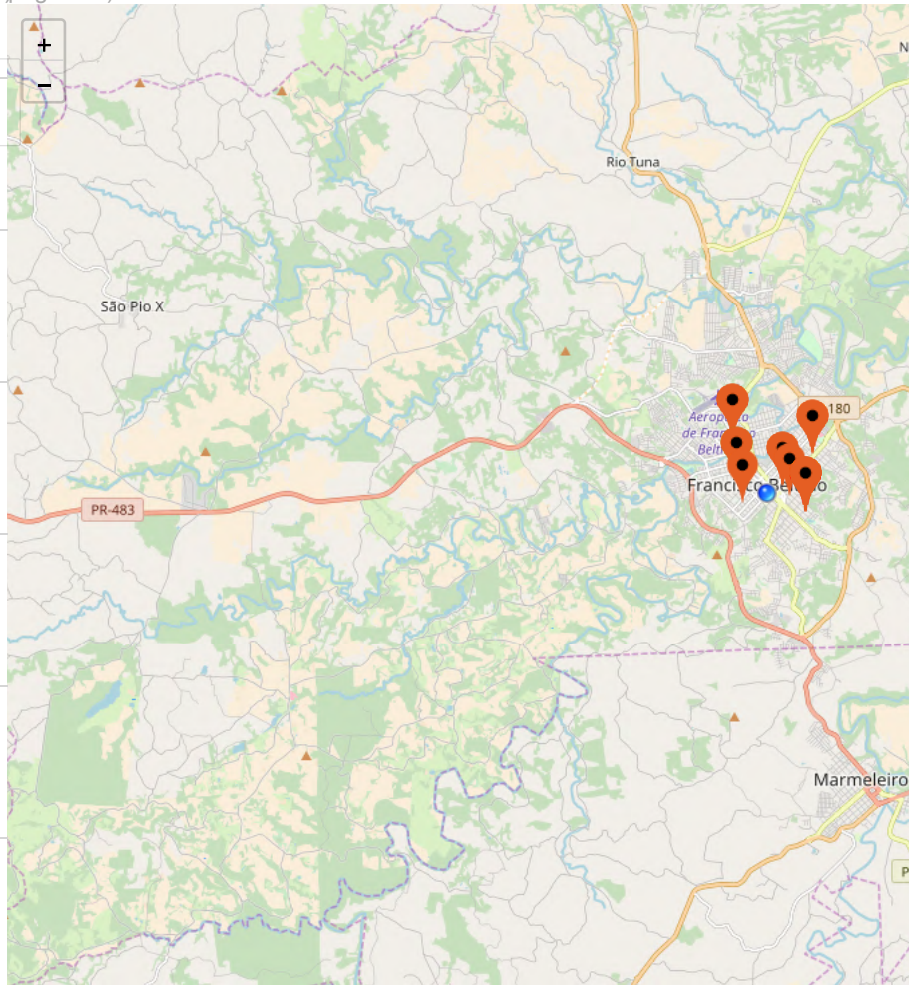 +
−
N
Rio Tuna
São Pio X
180
Aeroporto
de Francisco
Beltrão
Francisco Beltrão
PR-483
Marmeleiro
P